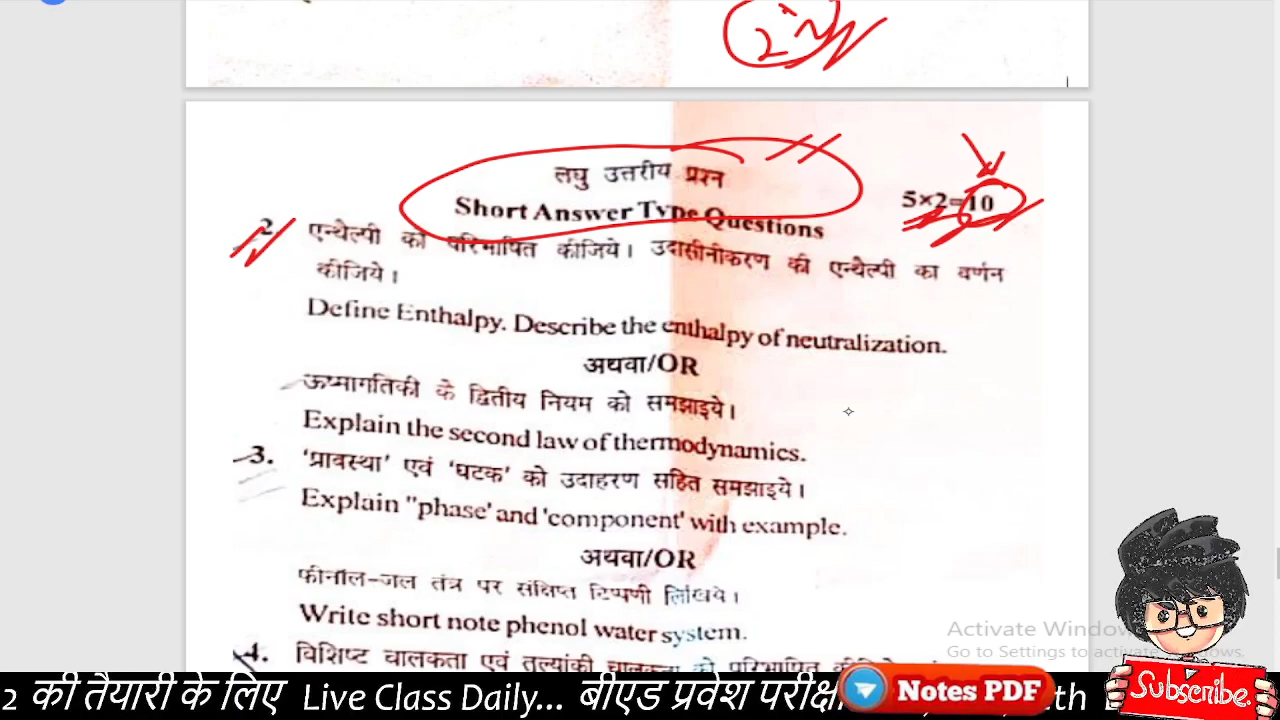 2
लघु उत्तरीय प्रश्न
Short Answer Type Questions
5×2=10
2 एन्थैल्पी को परिभाषित कीजिये। उदासीनीकरण की एन्थैल्पी का वर्णन
कीजिये।
Define Enthalpy. Describe the enthalpy of neutralization.
अथवा/OR
ऊष्मागतिकी के द्वितीय नियम को समझाइये।
Explain the second law of thermodynamics.
3. 'प्रावस्था' एवं 'घटक' को उदाहरण सहित समझाइये।
Explain "phase' and 'component' with example.
अथवा/OR
फीनॉल-जल तंत्र पर संक्षिप्त टिप्पणी लिखिये।
Write short note phenol water system.
4. विशिष्ट चालकता एवं तुल्यांकी चालकता को परिभाषित
Activate Windows
Go to Settings to activate Windows.
2 की तैयारी के लिए Live Class Daily... बीएड प्रवेश परीक्षा
Notes PDF
Subscribe